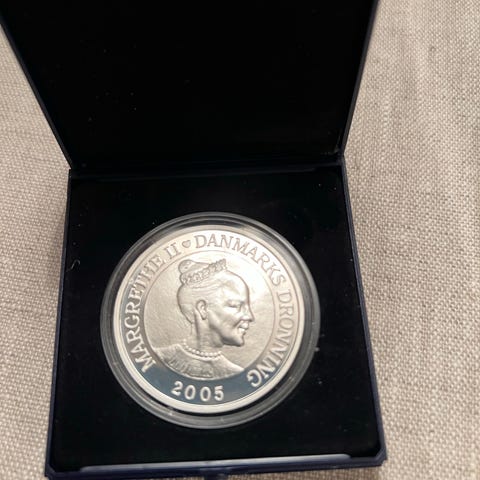 MARGRETHE II ♥ DANMARKS DRONNING
2005